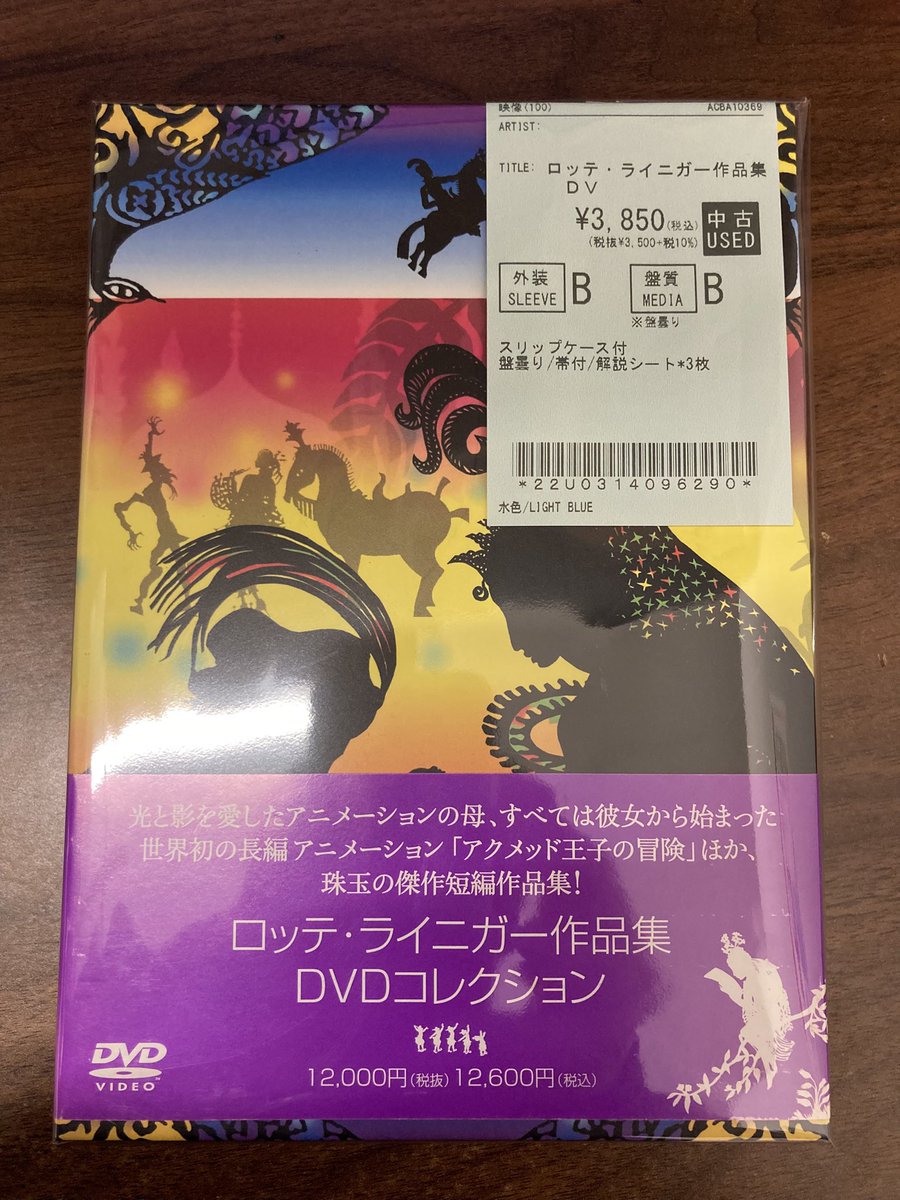 映像(100) ACBA10369
ARTIST:
TITLE: ロッテ・ライニガー作品集
DV
¥3,850(税込) 中古
(税抜¥3,500+税10%) USED
外装 SLEEVE B 盤質 MEDIA B
※盤曇り
スリップケース付
盤曇り/帯付/解説シート*3枚
*22U0314096290*
水色/LIGHT BLUE
光と影を愛したアニメーションの母、すべては彼女から始まった
世界初の長編アニメーション「アクメッド王子の冒険」ほか、
珠玉の傑作短編作品集!
ロッテ・ライニガー作品集
DVDコレクション
DVD
VIDEO
12,000円(税抜) 12,600円(税込)